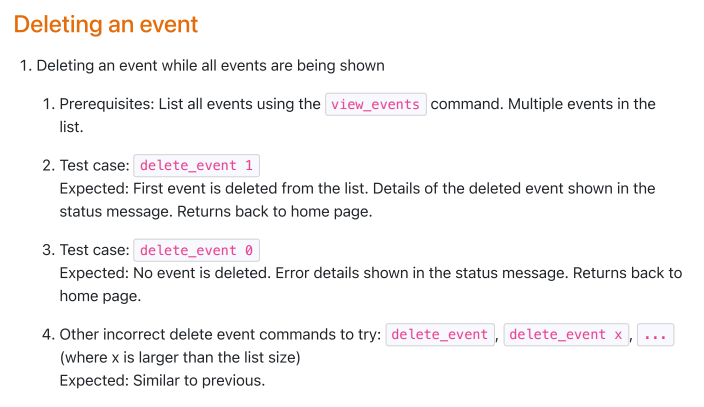 Deleting an event
1. Deleting an event while all events are being shown
1. Prerequisites: List all events using the view_events command. Multiple events in the
list.
2. Test case: delete_event 1
Expected: First event is deleted from the list. Details of the deleted event shown in the
status message. Returns back to home page.
3. Test case: delete_event 0
Expected: No event is deleted. Error details shown in the status message. Returns back to
home page.
4. Other incorrect delete event commands to try: delete_event, delete_event x, ...
(where x is larger than the list size)
Expected: Similar to previous.